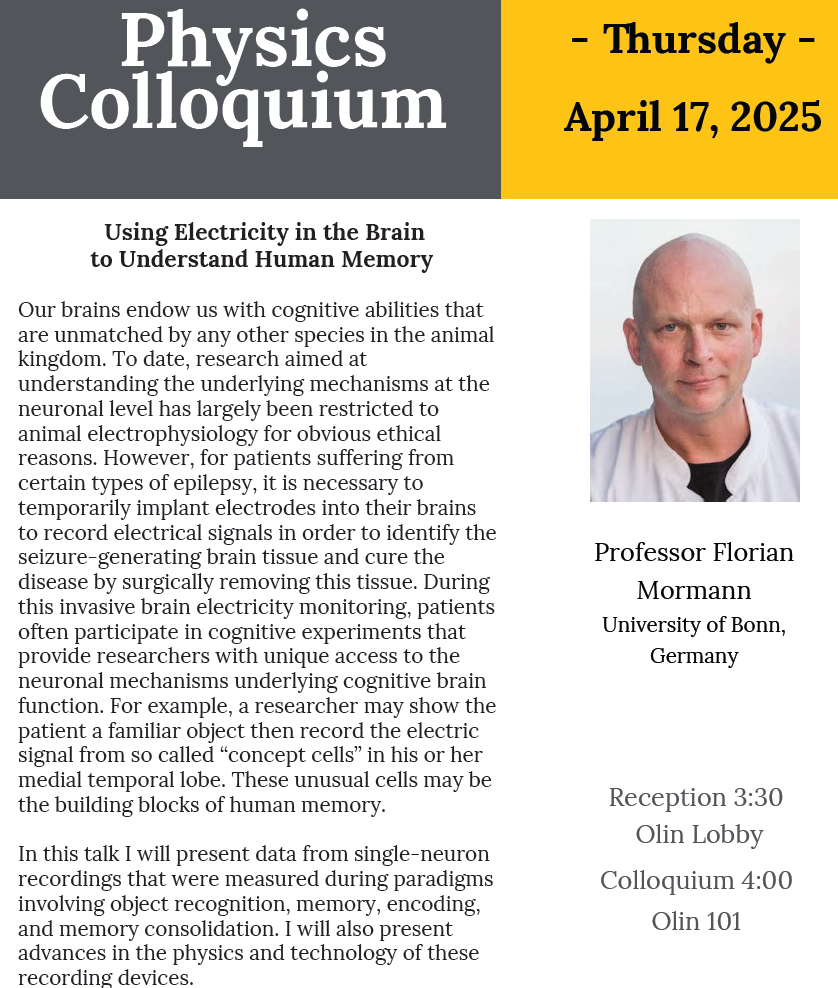 Physics
Colloquium
- Thursday -
April 17, 2025
Using Electricity in the Brain
to Understand Human Memory
Our brains endow us with cognitive abilities that
are unmatched by any other species in the animal
kingdom. To date, research aimed at
understanding the underlying mechanisms at the
neuronal level has largely been restricted to
animal electrophysiology for obvious ethical
reasons. However, for patients suffering from
certain types of epilepsy, it is necessary to
temporarily implant electrodes into their brains
to record electrical signals in order to identify the
seizure-generating brain tissue and cure the
disease by surgically removing this tissue. During
this invasive brain electricity monitoring, patients
often participate in cognitive experiments that
provide researchers with unique access to the
neuronal mechanisms underlying cognitive brain
function. For example, a researcher may show the
patient a familiar object then record the electric
signal from so called “concept cells” in his or her
medial temporal lobe. These unusual cells may be
the building blocks of human memory.
In this talk I will present data from single-neuron
recordings that were measured during paradigms
involving object recognition, memory, encoding,
and memory consolidation. I will also present
advances in the physics and technology of these
recording devices.
Professor Florian
Mormann
University of Bonn,
Germany
Reception 3:30
Olin Lobby
Colloquium 4:00
Olin 101